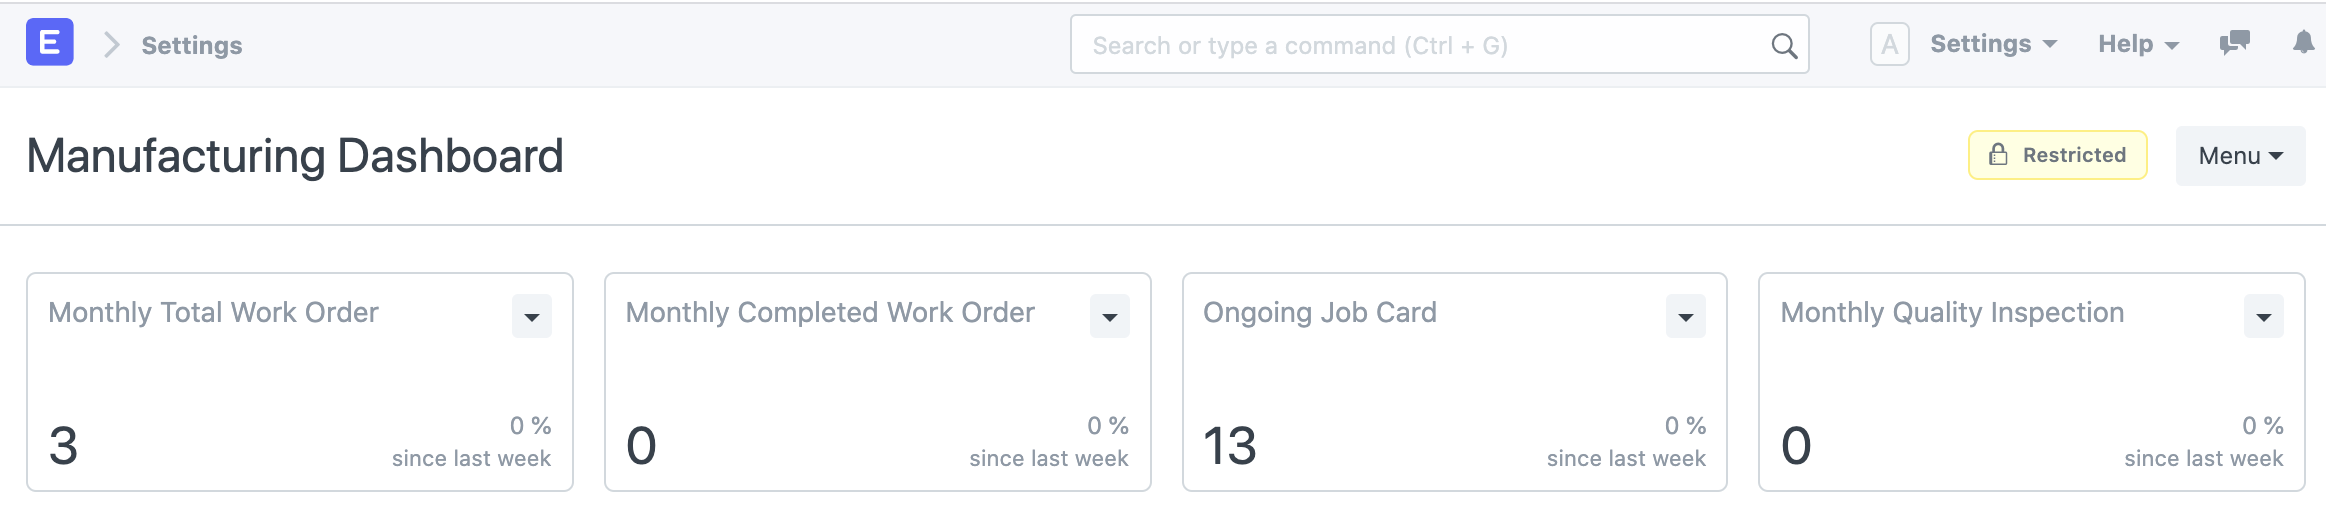 E
Settings
Search or type a command (Ctrl + G)
A
Settings
Help
Manufacturing Dashboard
Restricted
Menu
Monthly Total Work Order
3
0 %
since last week
Monthly Completed Work Order
0
0 %
since last week
Ongoing Job Card
13
0 %
since last week
Monthly Quality Inspection
0
0 %
since last week